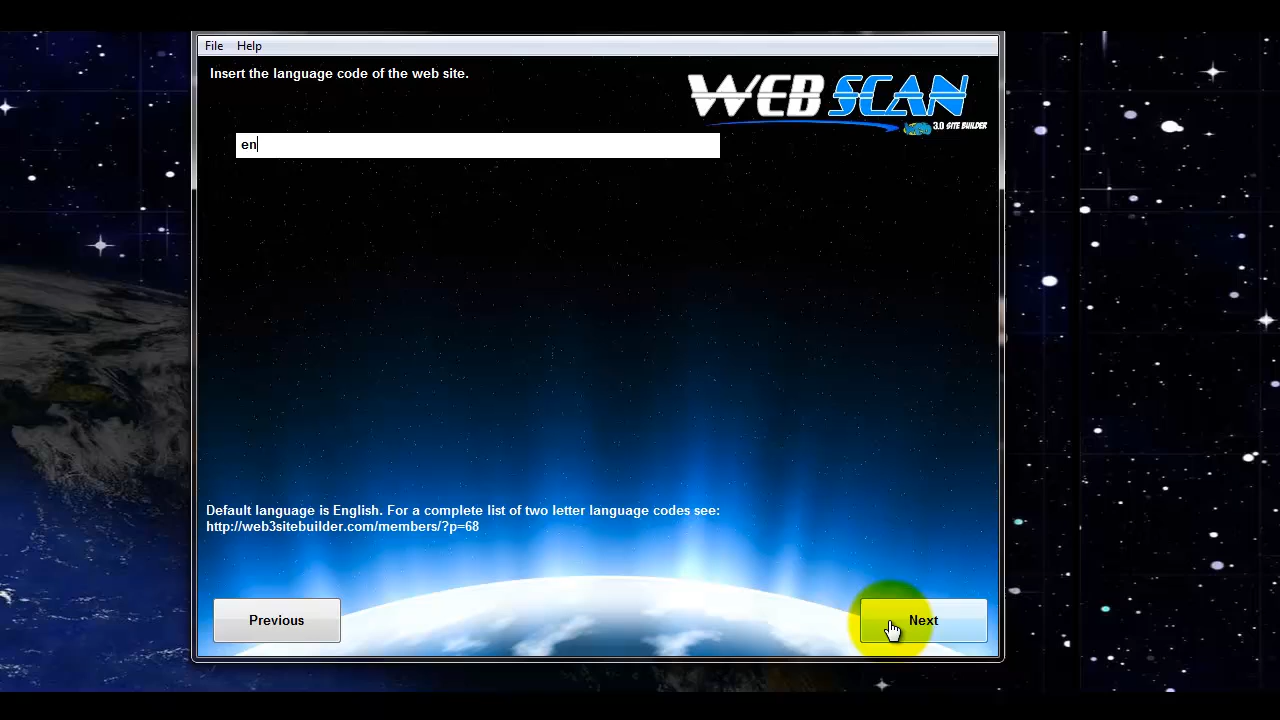 File Help
Insert the language code of the web site.
WEB SCAN
3.0 SITE BUILDER
en
Default language is English. For a complete list of two letter language codes see:
http://web3sitebuilder.com/members/?p=68
Previous
Next